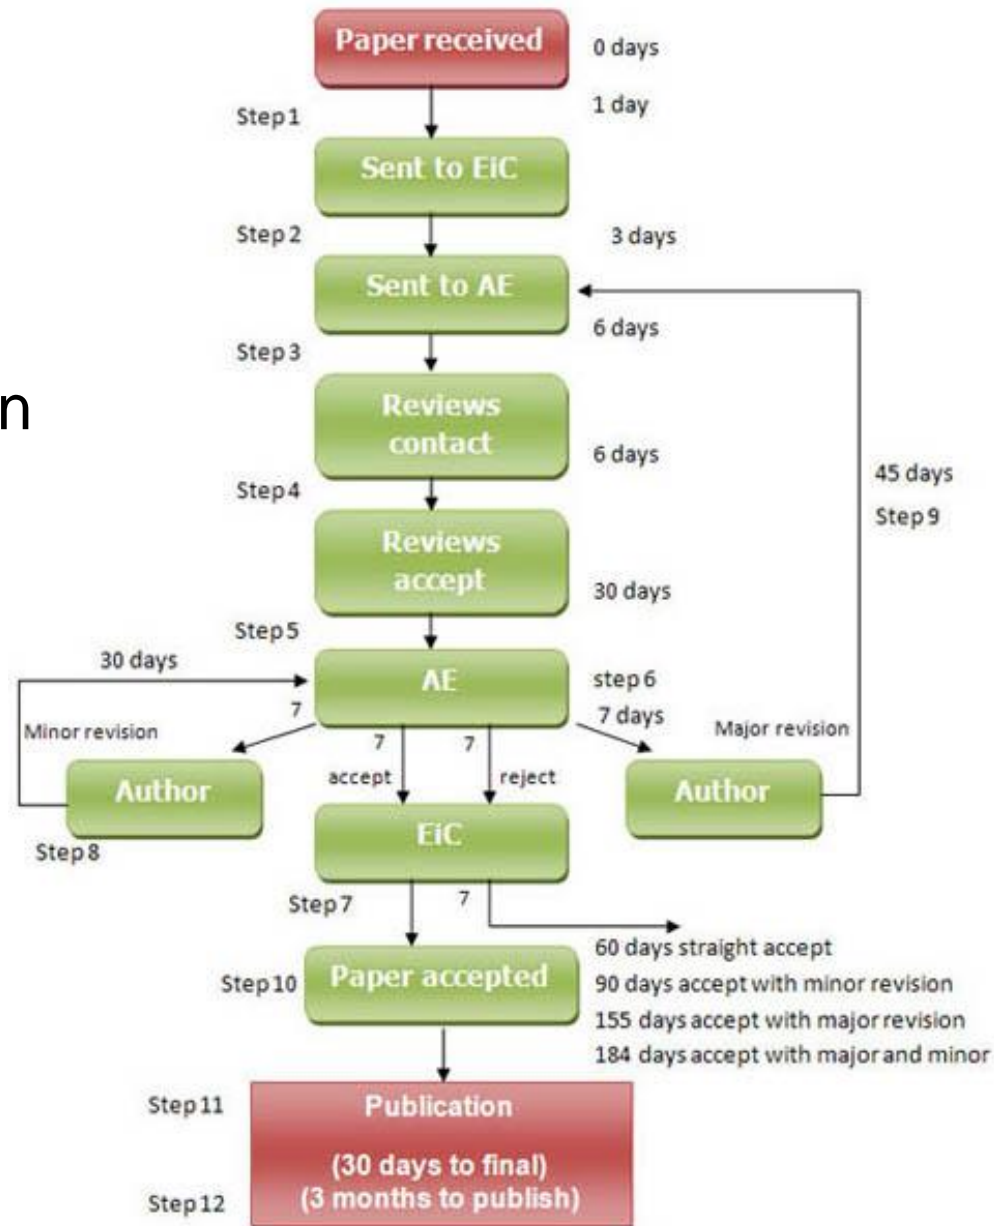 Paper received
0 days
1 day
Step 1
Sent to EiC
Step 2
3 days
Sent to AE
6 days
Step 3
n
Reviews
contact
6 days
45 days
Step 4
Step 9
Reviews
accept
30 days
Step 5
30 days
AE
step 6
7
7 days
Minor revision
7
7
Major revision
accept
reject
Author
Author
EiC
Step 8
Step 7
7
60 days straight accept
Step 10
Paper accepted
90 days accept with minor revision
155 days accept with major revision
184 days accept with major and minor
Step 11
Publication
(30 days to final)
Step 12
(3 months to publish)